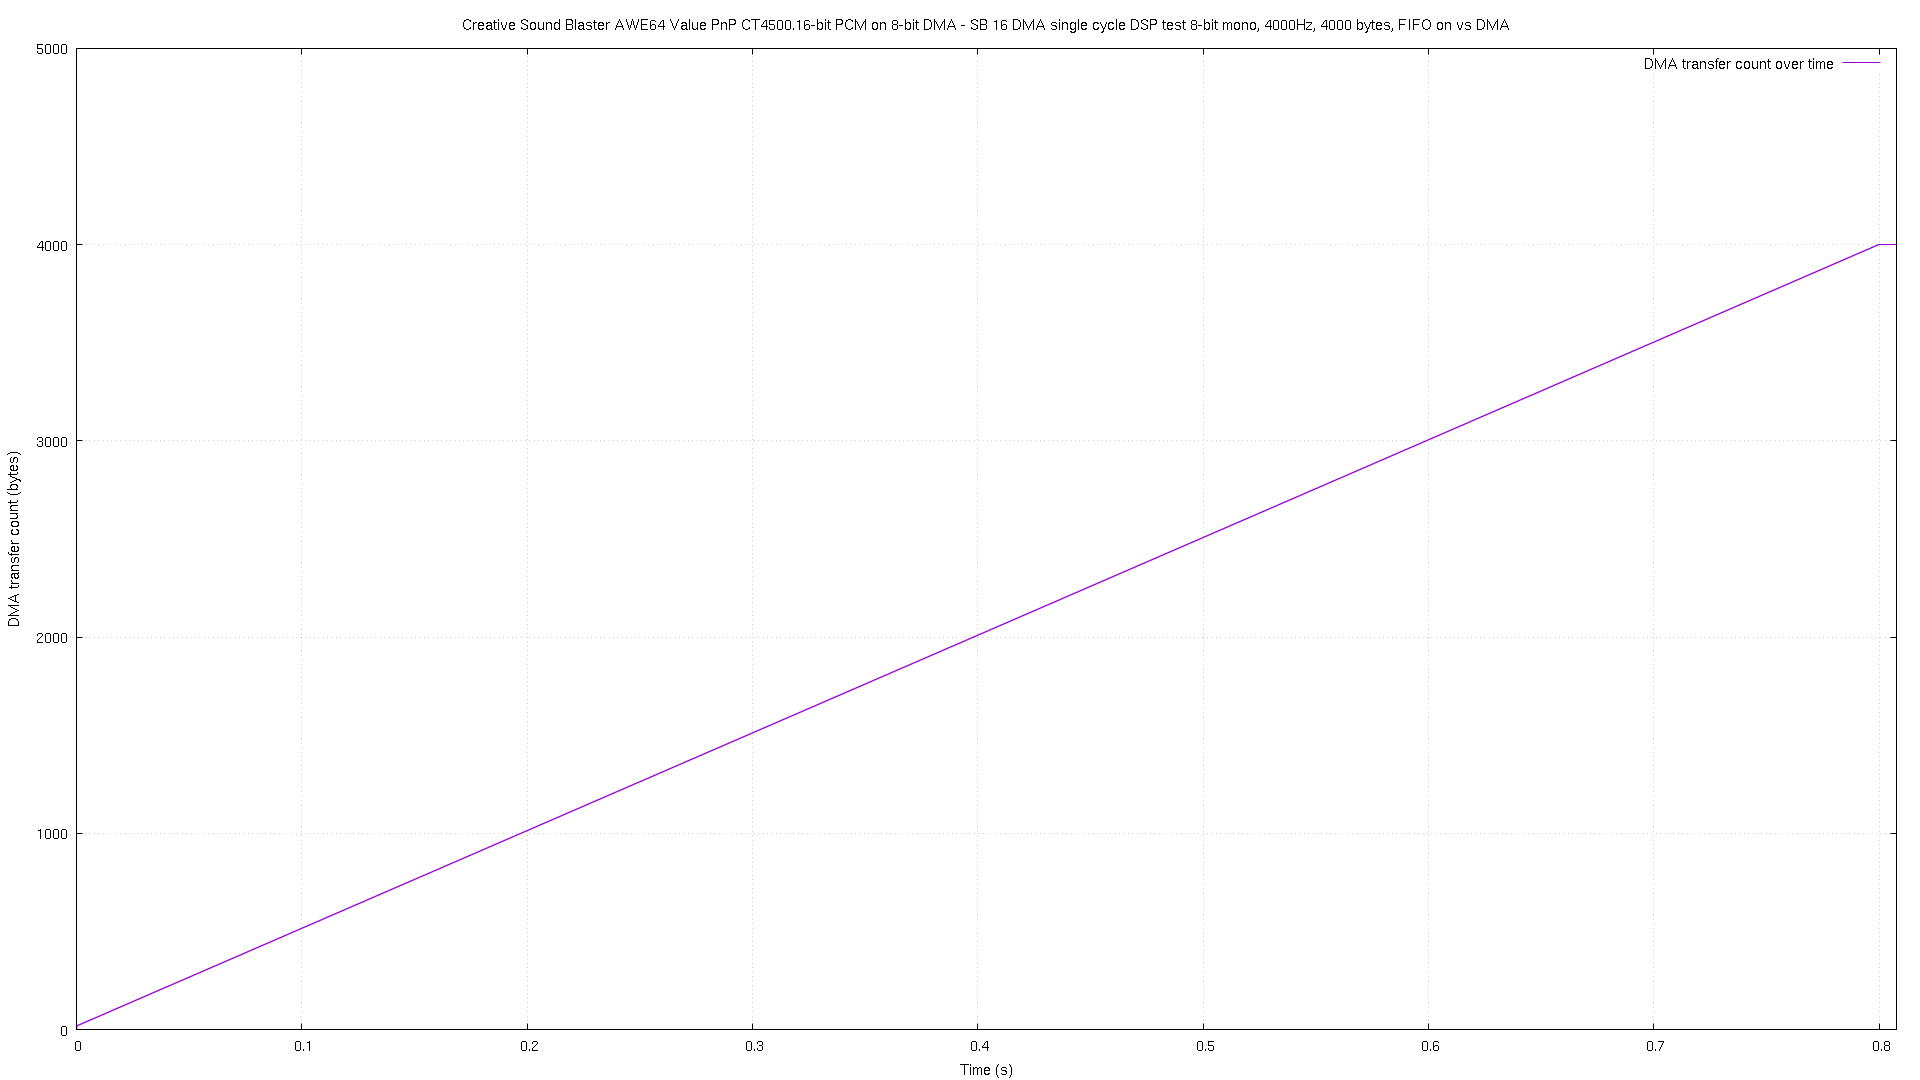 Creative Sound Blaster AWE64 Value PnP CT4500.16-bit PCM on 8-bit DMA - SB 16 DMA single cycle DSP test 8-bit mono, 4000Hz, 4000 bytes, FIFO on vs DMA
DMA transfer count over time
5000
4000
3000
2000
1000
0
DMA transfer count (bytes)
0 0.1 0.2 0.3 0.4 0.5 0.6 0.7 0.8
Time (s)